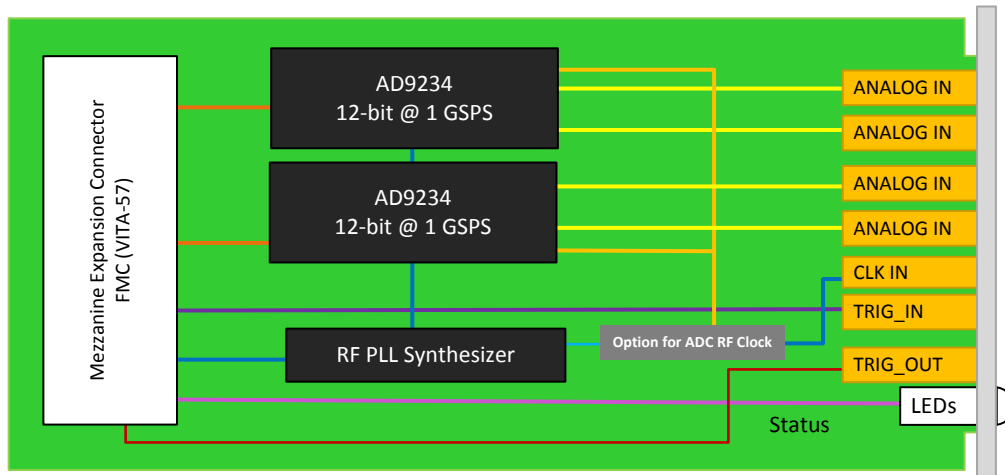 Mezzanine Expansion Connector
FMC (VITA-57)
AD9234
12-bit @ 1 GSPS
AD9234
12-bit @ 1 GSPS
RF PLL Synthesizer
Option for ADC RF Clock
ANALOG IN
ANALOG IN
ANALOG IN
ANALOG IN
CLK IN
TRIG_IN
TRIG_OUT
LEDs
Status